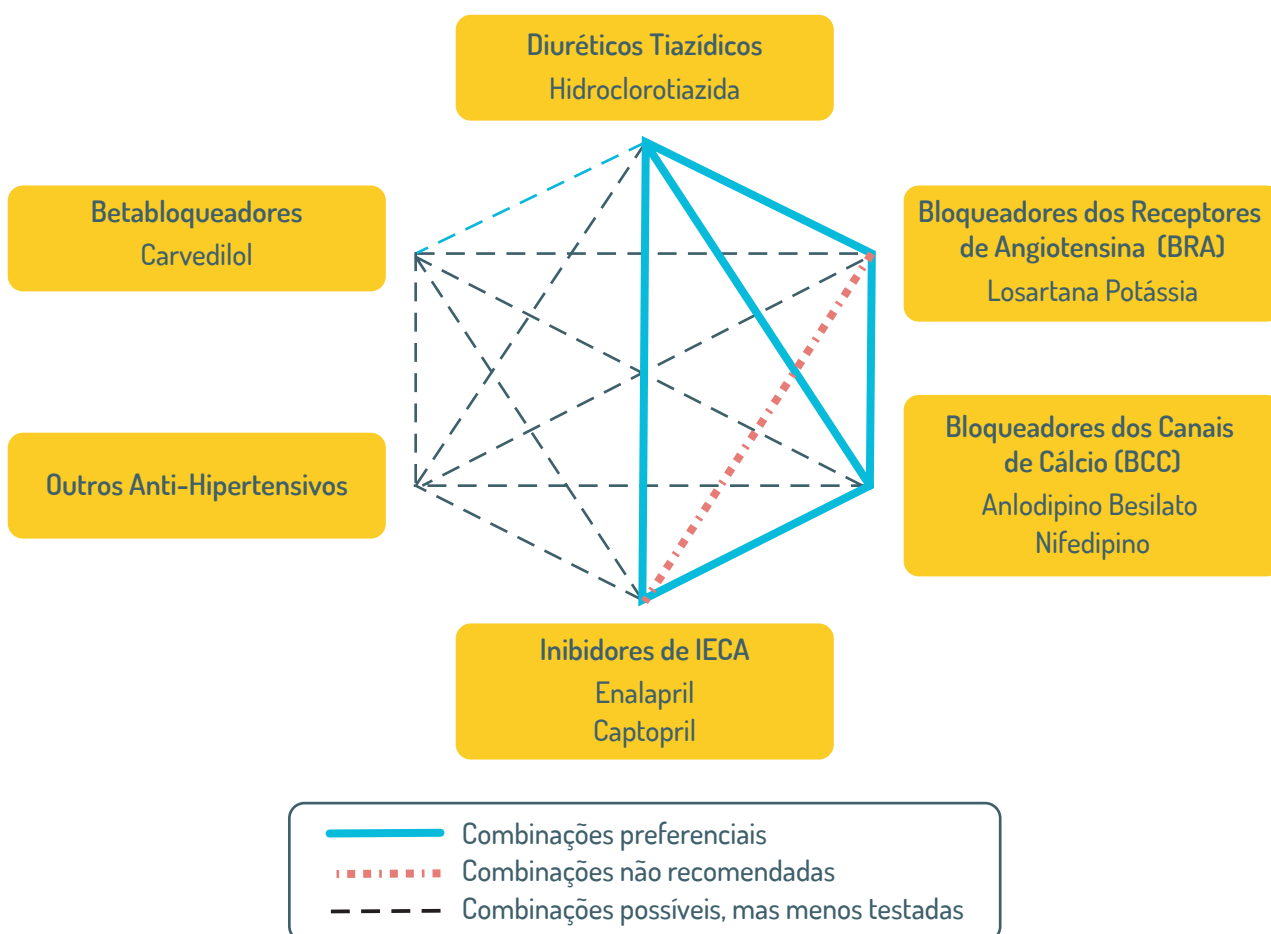 Diuréticos Tiazídicos
Hidroclorotiazida
Betabloqueadores
Carvedilol
Bloqueadores dos Receptores
de Angiotensina (BRA)
Losartana Potássia
Outros Anti-Hipertensivos
Bloqueadores dos Canais
de Cálcio (BCC)
Anlodipino Besilato
Nifedipino
Inibidores de IECA
Enalapril
Captopril
Combinações preferenciais
Combinações não recomendadas
Combinações possíveis, mas menos testadas